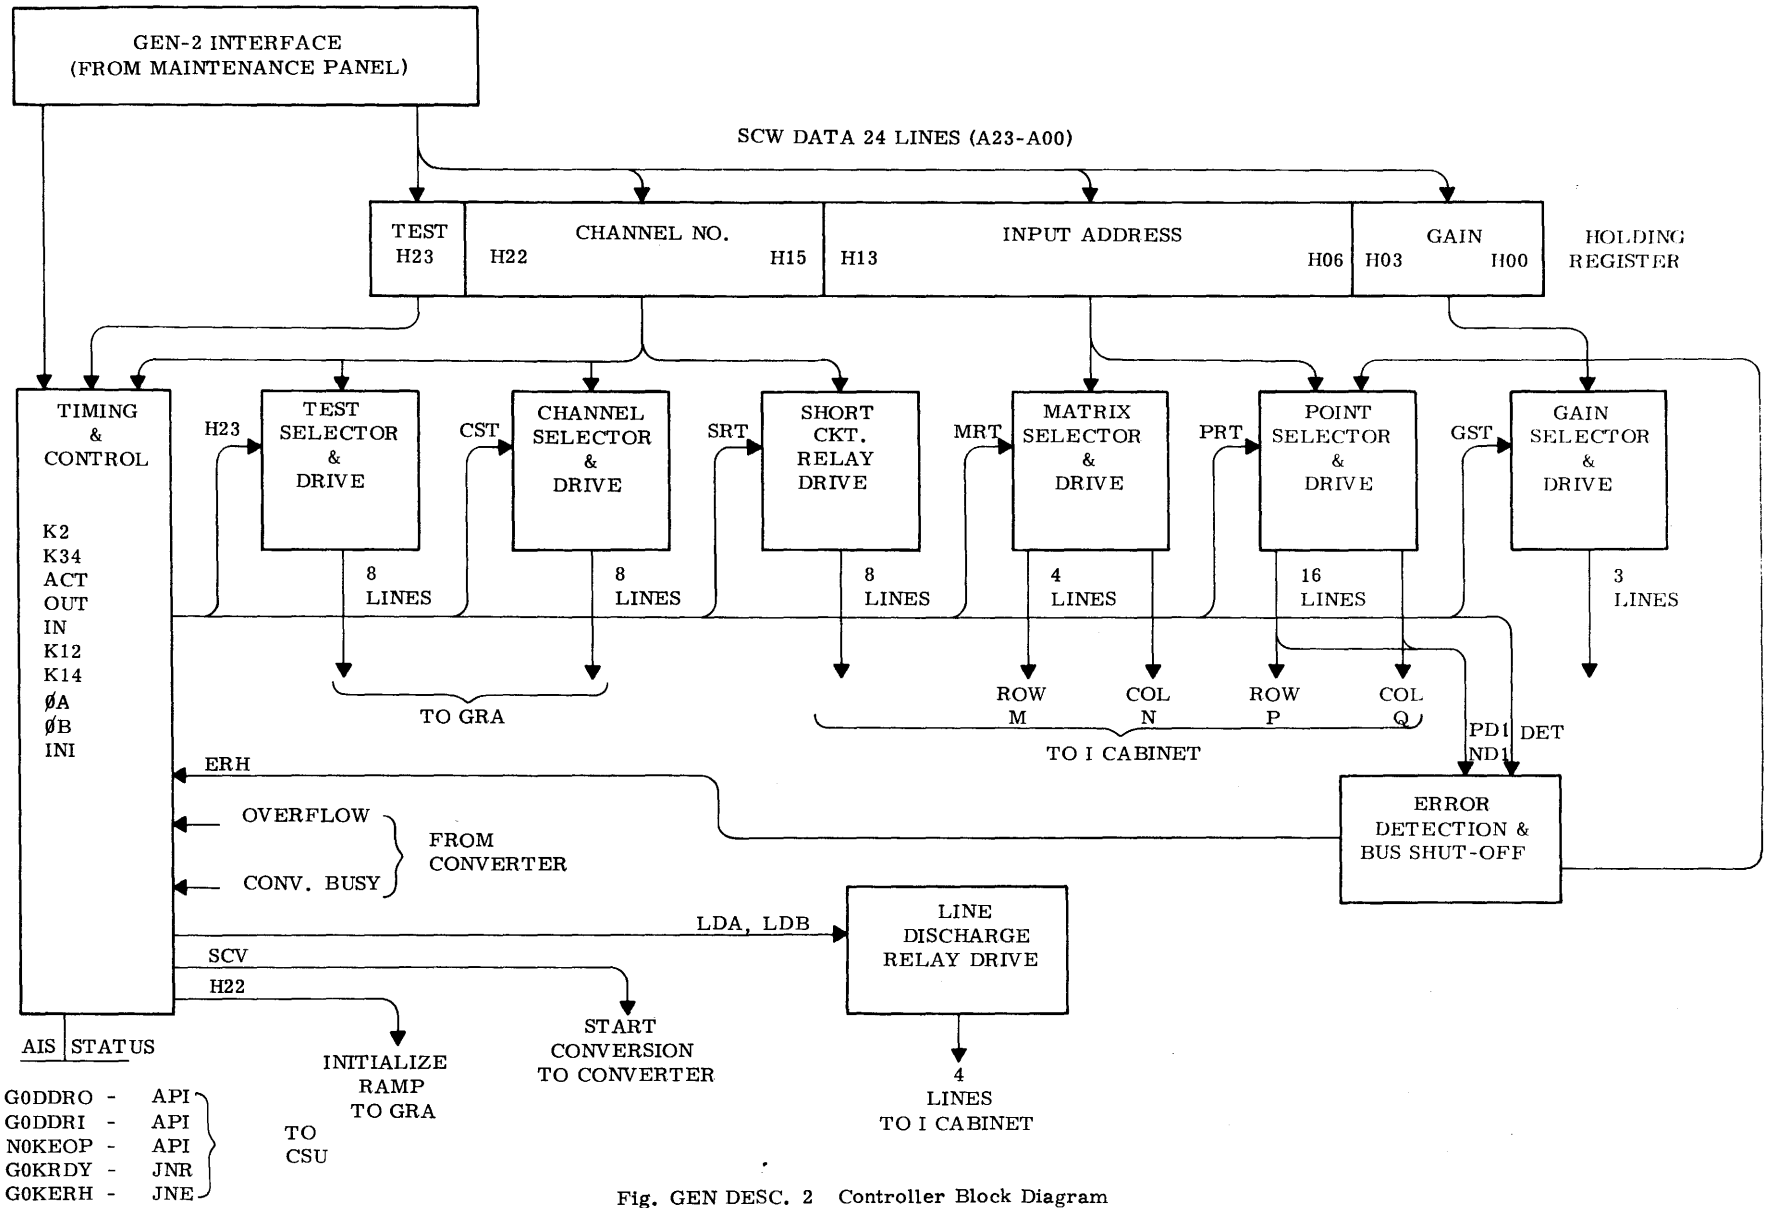 GEN-2 INTERFACE
(FROM MAINTENANCE PANEL)
SCW DATA 24 LINES (A23-A00)
TEST
H23
CHANNEL NO.
H22 H15
INPUT ADDRESS
H13 H06
GAIN
H03 H00
HOLDING
REGISTER
TIMING
&
CONTROL
K2
K34
ACT
OUT
IN
K12
K14
ØA
ØB
INI
H23
TEST
SELECTOR
&
DRIVE
CST
CHANNEL
SELECTOR
&
DRIVE
SRT
SHORT
CKT.
RELAY
DRIVE
MRT
MATRIX
SELECTOR
&
DRIVE
PRT
POINT
SELECTOR
&
DRIVE
GST
GAIN
SELECTOR
&
DRIVE
8
LINES
8
LINES
8
LINES
4
LINES
16
LINES
3
LINES
TO GRA
ROW
M
COL
N
ROW
P
COL
Q
TO I CABINET
PD1
ND1
DET
ERH
OVERFLOW
CONV. BUSY
FROM
CONVERTER
ERROR
DETECTION &
BUS SHUT-OFF
LDA, LDB
LINE
DISCHARGE
RELAY DRIVE
SCV
H22
START
CONVERSION
TO CONVERTER
INITIALIZE
RAMP
TO GRA
4
LINES
TO I CABINET
AIS STATUS
G0DDRO - API
G0DDRI - API
N0KEOP - API
G0KRDY - JNR
G0KERH - JNE
TO
CSU
Fig. GEN DESC. 2 Controller Block Diagram